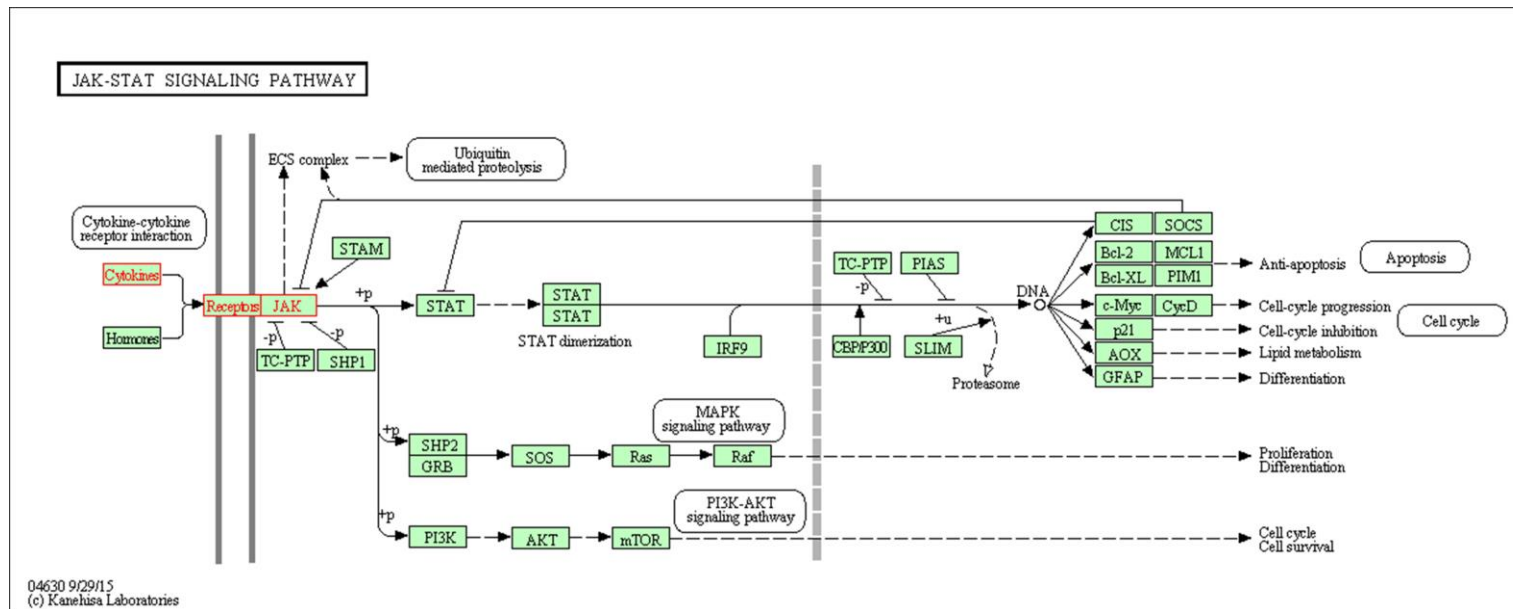 JAK-STAT SIGNALING PATHWAY
ECS complex
Ubiquitin
mediated proteolysis
Cytokine-cytokine
receptor interaction
Cytokines
Hormones
Receptors
JAK
STAM
+p
-p
-p
TC-PTP
SHP1
STAT
STAT
STAT
STAT dimerization
IRF9
TC-PTP
PIAS
-p
+u
CBP/P300
SLIM
Proteasome
DNA
CIS
SOCS
Bcl-2
MCL1
Bcl-XL
PIM1
c-Myc
CycD
p21
AOX
GFAP
Anti-apoptosis
Apoptosis
Cell-cycle progression
Cell-cycle inhibition
Cell cycle
Lipid metabolism
Differentiation
+p
SHP2
GRB
SOS
Ras
Raf
MAPK
signaling pathway
Proliferation
Differentiation
+p
PI3K
AKT
mTOR
PI3K-AKT
signaling pathway
Cell cycle
Cell survival
04630 9/29/15
(c) Kanehisa Laboratories